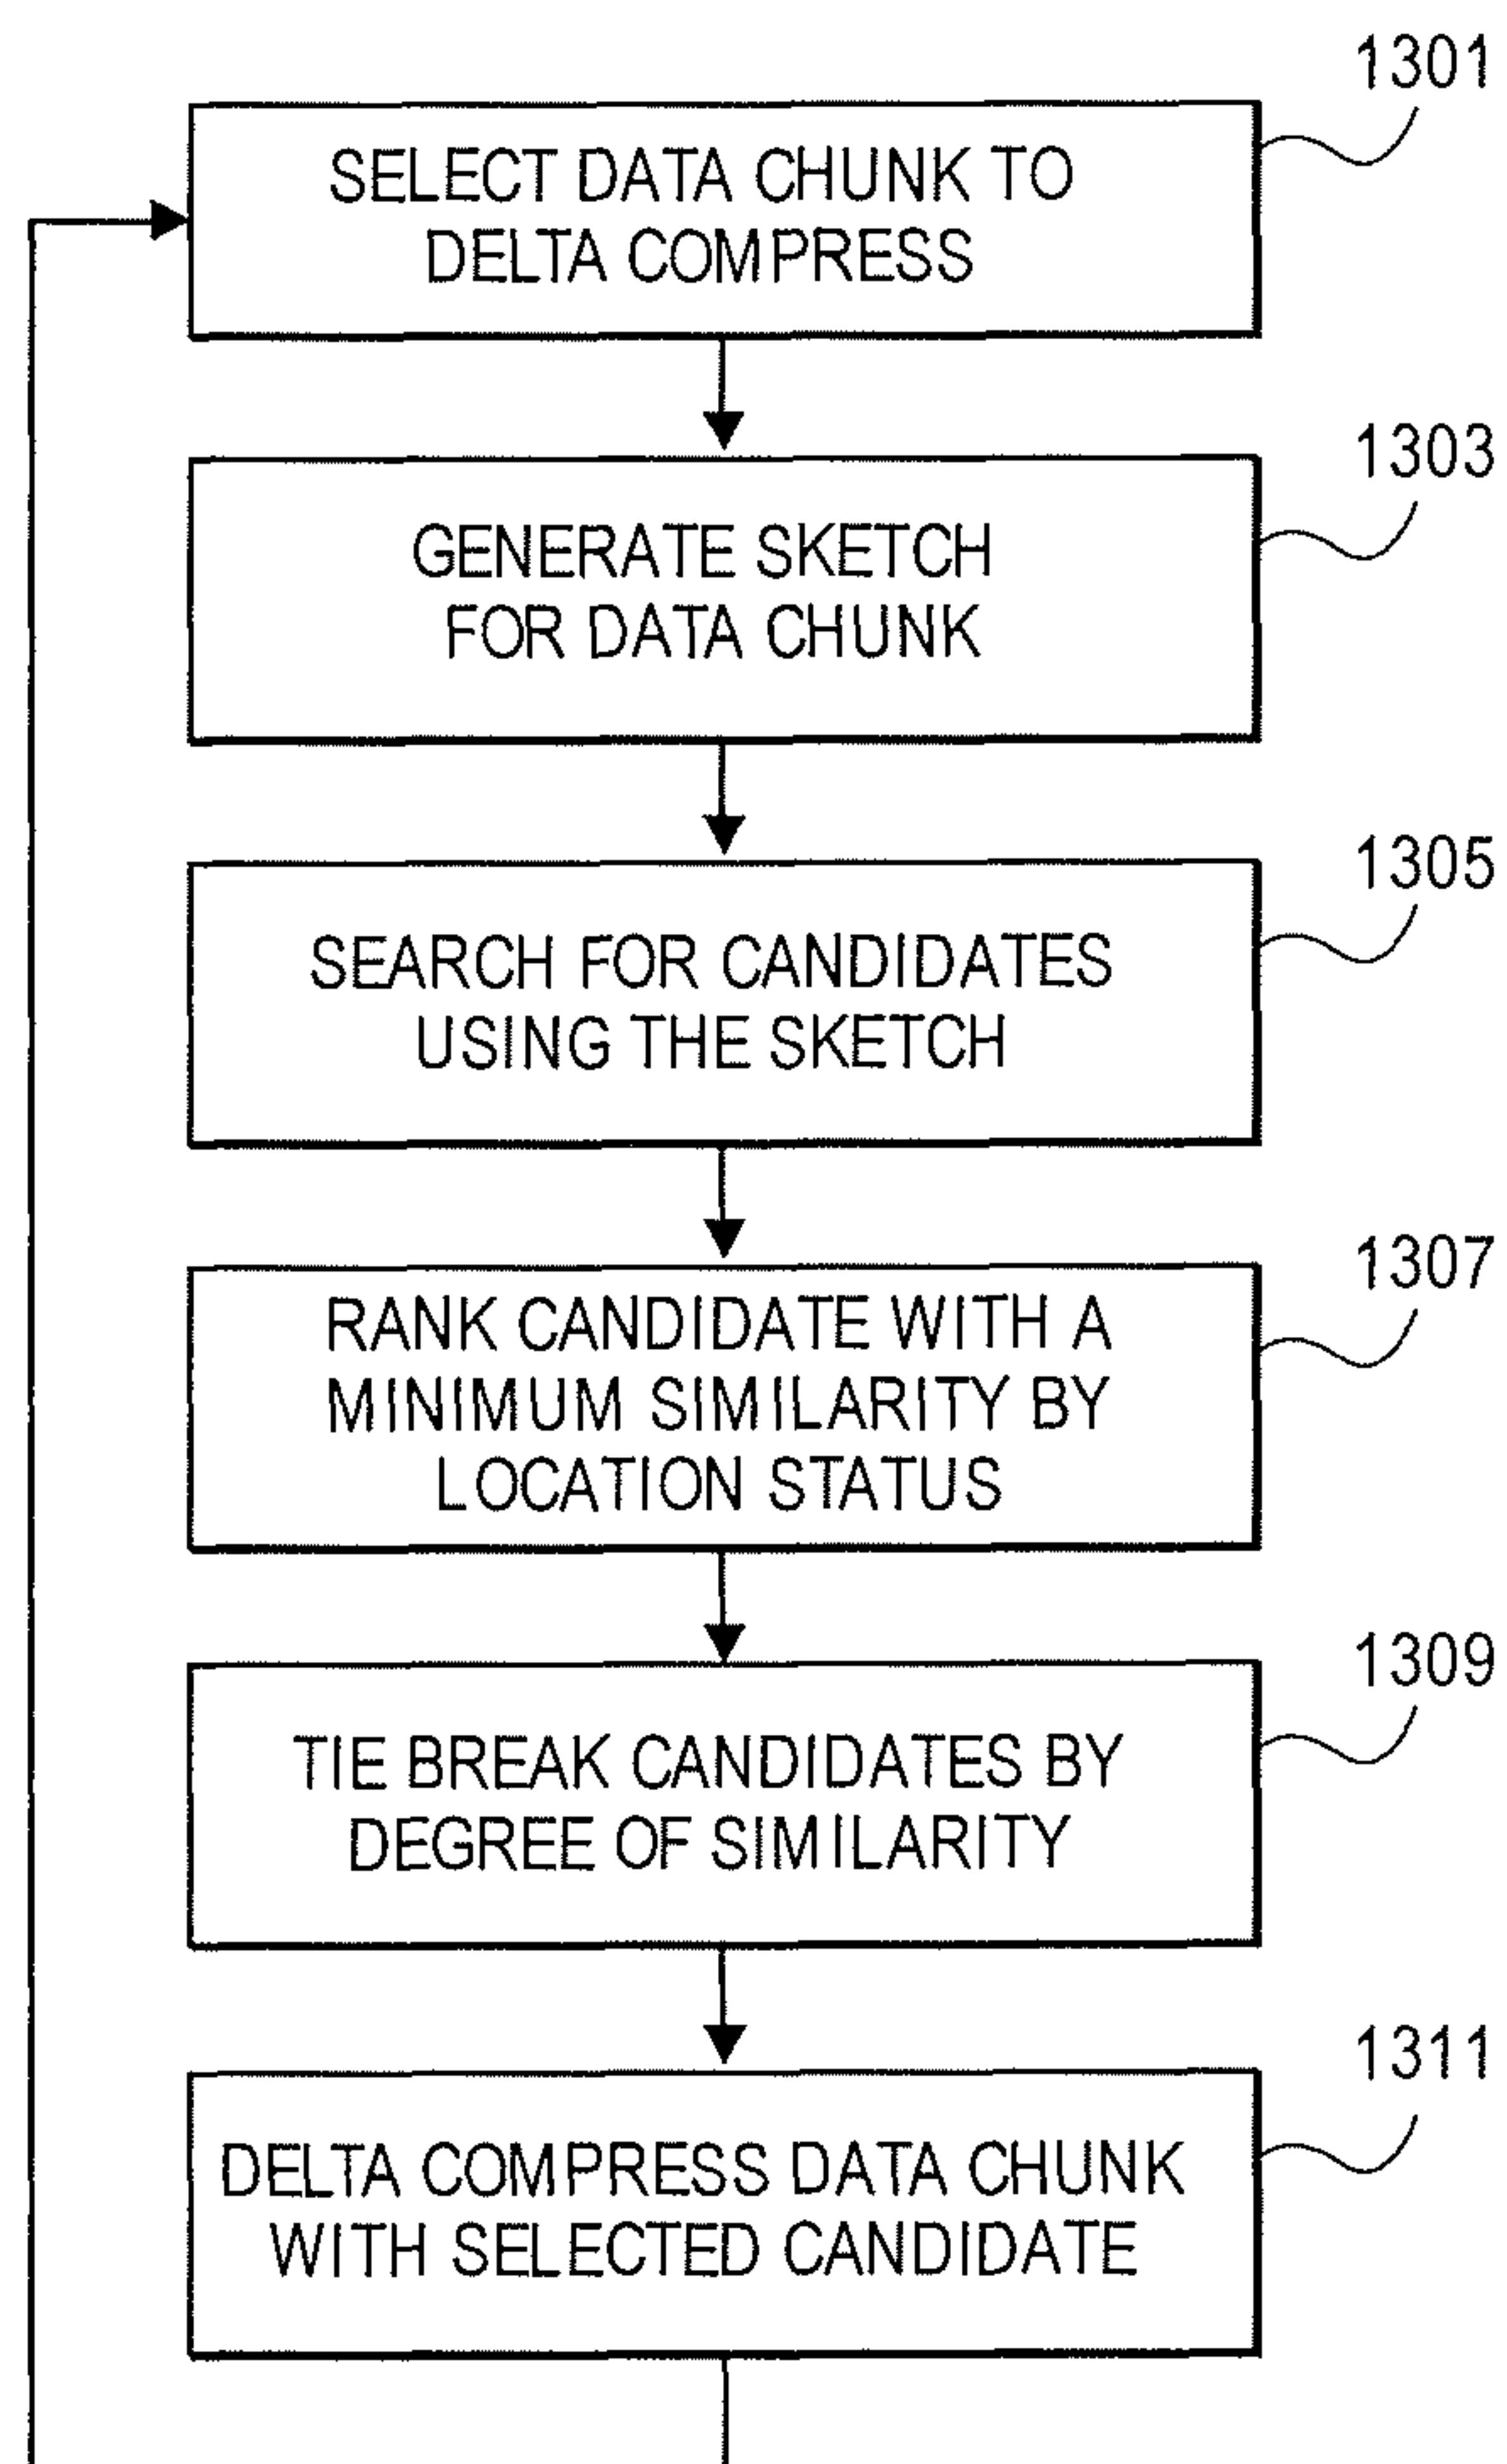 1301
SELECT DATA CHUNK TO
DELTA COMPRESS
1303
GENERATE SKETCH
FOR DATA CHUNK
1305
SEARCH FOR CANDIDATES
USING THE SKETCH
1307
RANK CANDIDATE WITH A
MINIMUM SIMILARITY BY
LOCATION STATUS
1309
TIE BREAK CANDIDATES BY
DEGREE OF SIMILARITY
1311
DELTA COMPRESS DATA CHUNK
WITH SELECTED CANDIDATE